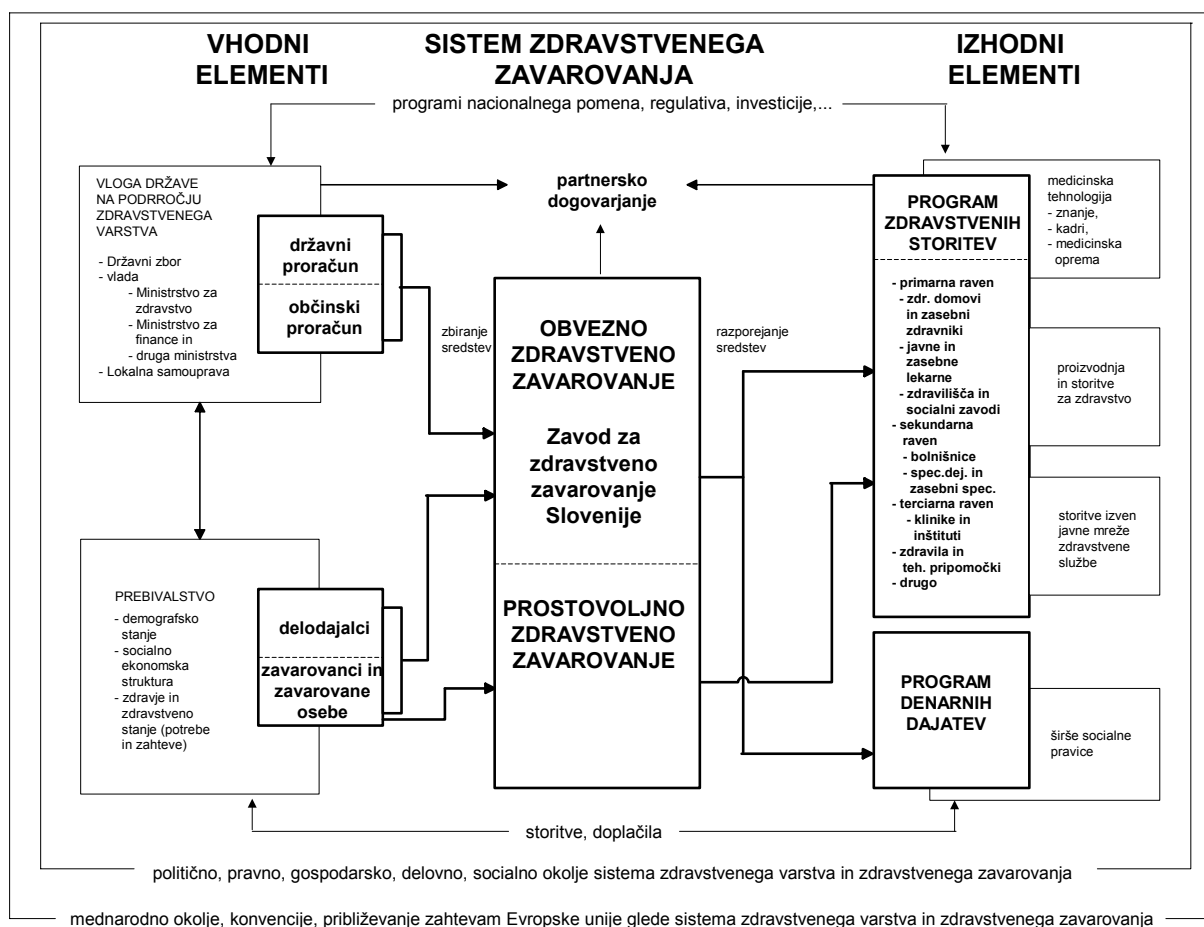 VHODNI
ELEMENTI
SISTEM ZDRAVSTVENEGA
ZAVAROVANJA
IZHODNI
ELEMENTI
programi nacionalnega pomena, regulativa, investicije,...
VLOGA DRŽAVE
NA PODRROČJU
ZDRAVSTVENEGA
VARSTVA
- Državni zbor
- vlada
- Ministrstvo za
zdravstvo
- Ministrstvo za
finance in
- druga ministrstva
- Lokalna samouprava
državni
proračun
občinski
proračun
zbiranje
sredstev
partnersko
dogovarjanje
OBVEZNO
ZDRAVSTVENO
ZAVAROVANJE
Zavod za
zdravstveno
zavarovanje
Slovenije
PROSTOVOLJNO
ZDRAVSTVENO
ZAVAROVANJE
razporejanje
sredstev
PROGRAM
ZDRAVSTVENIH
STORITEV
- primarna raven
- zdr. domovi
in zasebni
zdravniki
- javne in
zasebne
lekarne
- zdravilišča in
socialni zavodi
- sekundarna
raven
- bolnišnice
- spec.dej. in
zasebni spec.
- terciarna raven
- klinike in
inštituti
- zdravila in
teh. pripomočki
- drugo
medicinska
tehnologija
- znanje,
- kadri,
- medicinska
oprema
proizvodnja
in storitve
za zdravstvo
storitve izven
javne mreže
zdravstvene
službe
PREBIVALSTVO
- demografsko
stanje
- socialno
ekonomska
struktura
- zdravje in
zdravstveno
stanje (potrebe
in zahteve)
delodajalci
zavarovanci in
zavarovane
osebe
PROGRAM
DENARNIH
DAJATEV
širše socialne
pravice
storitve, doplačila
politično, pravno, gospodarsko, delovno, socialno okolje sistema zdravstvenega varstva in zdravstvenega zavarovanja
mednarodno okolje, konvencije, približevanje zahtevam Evropske unije glede sistema zdravstvenega varstva in zdravstvenega zavarovanja